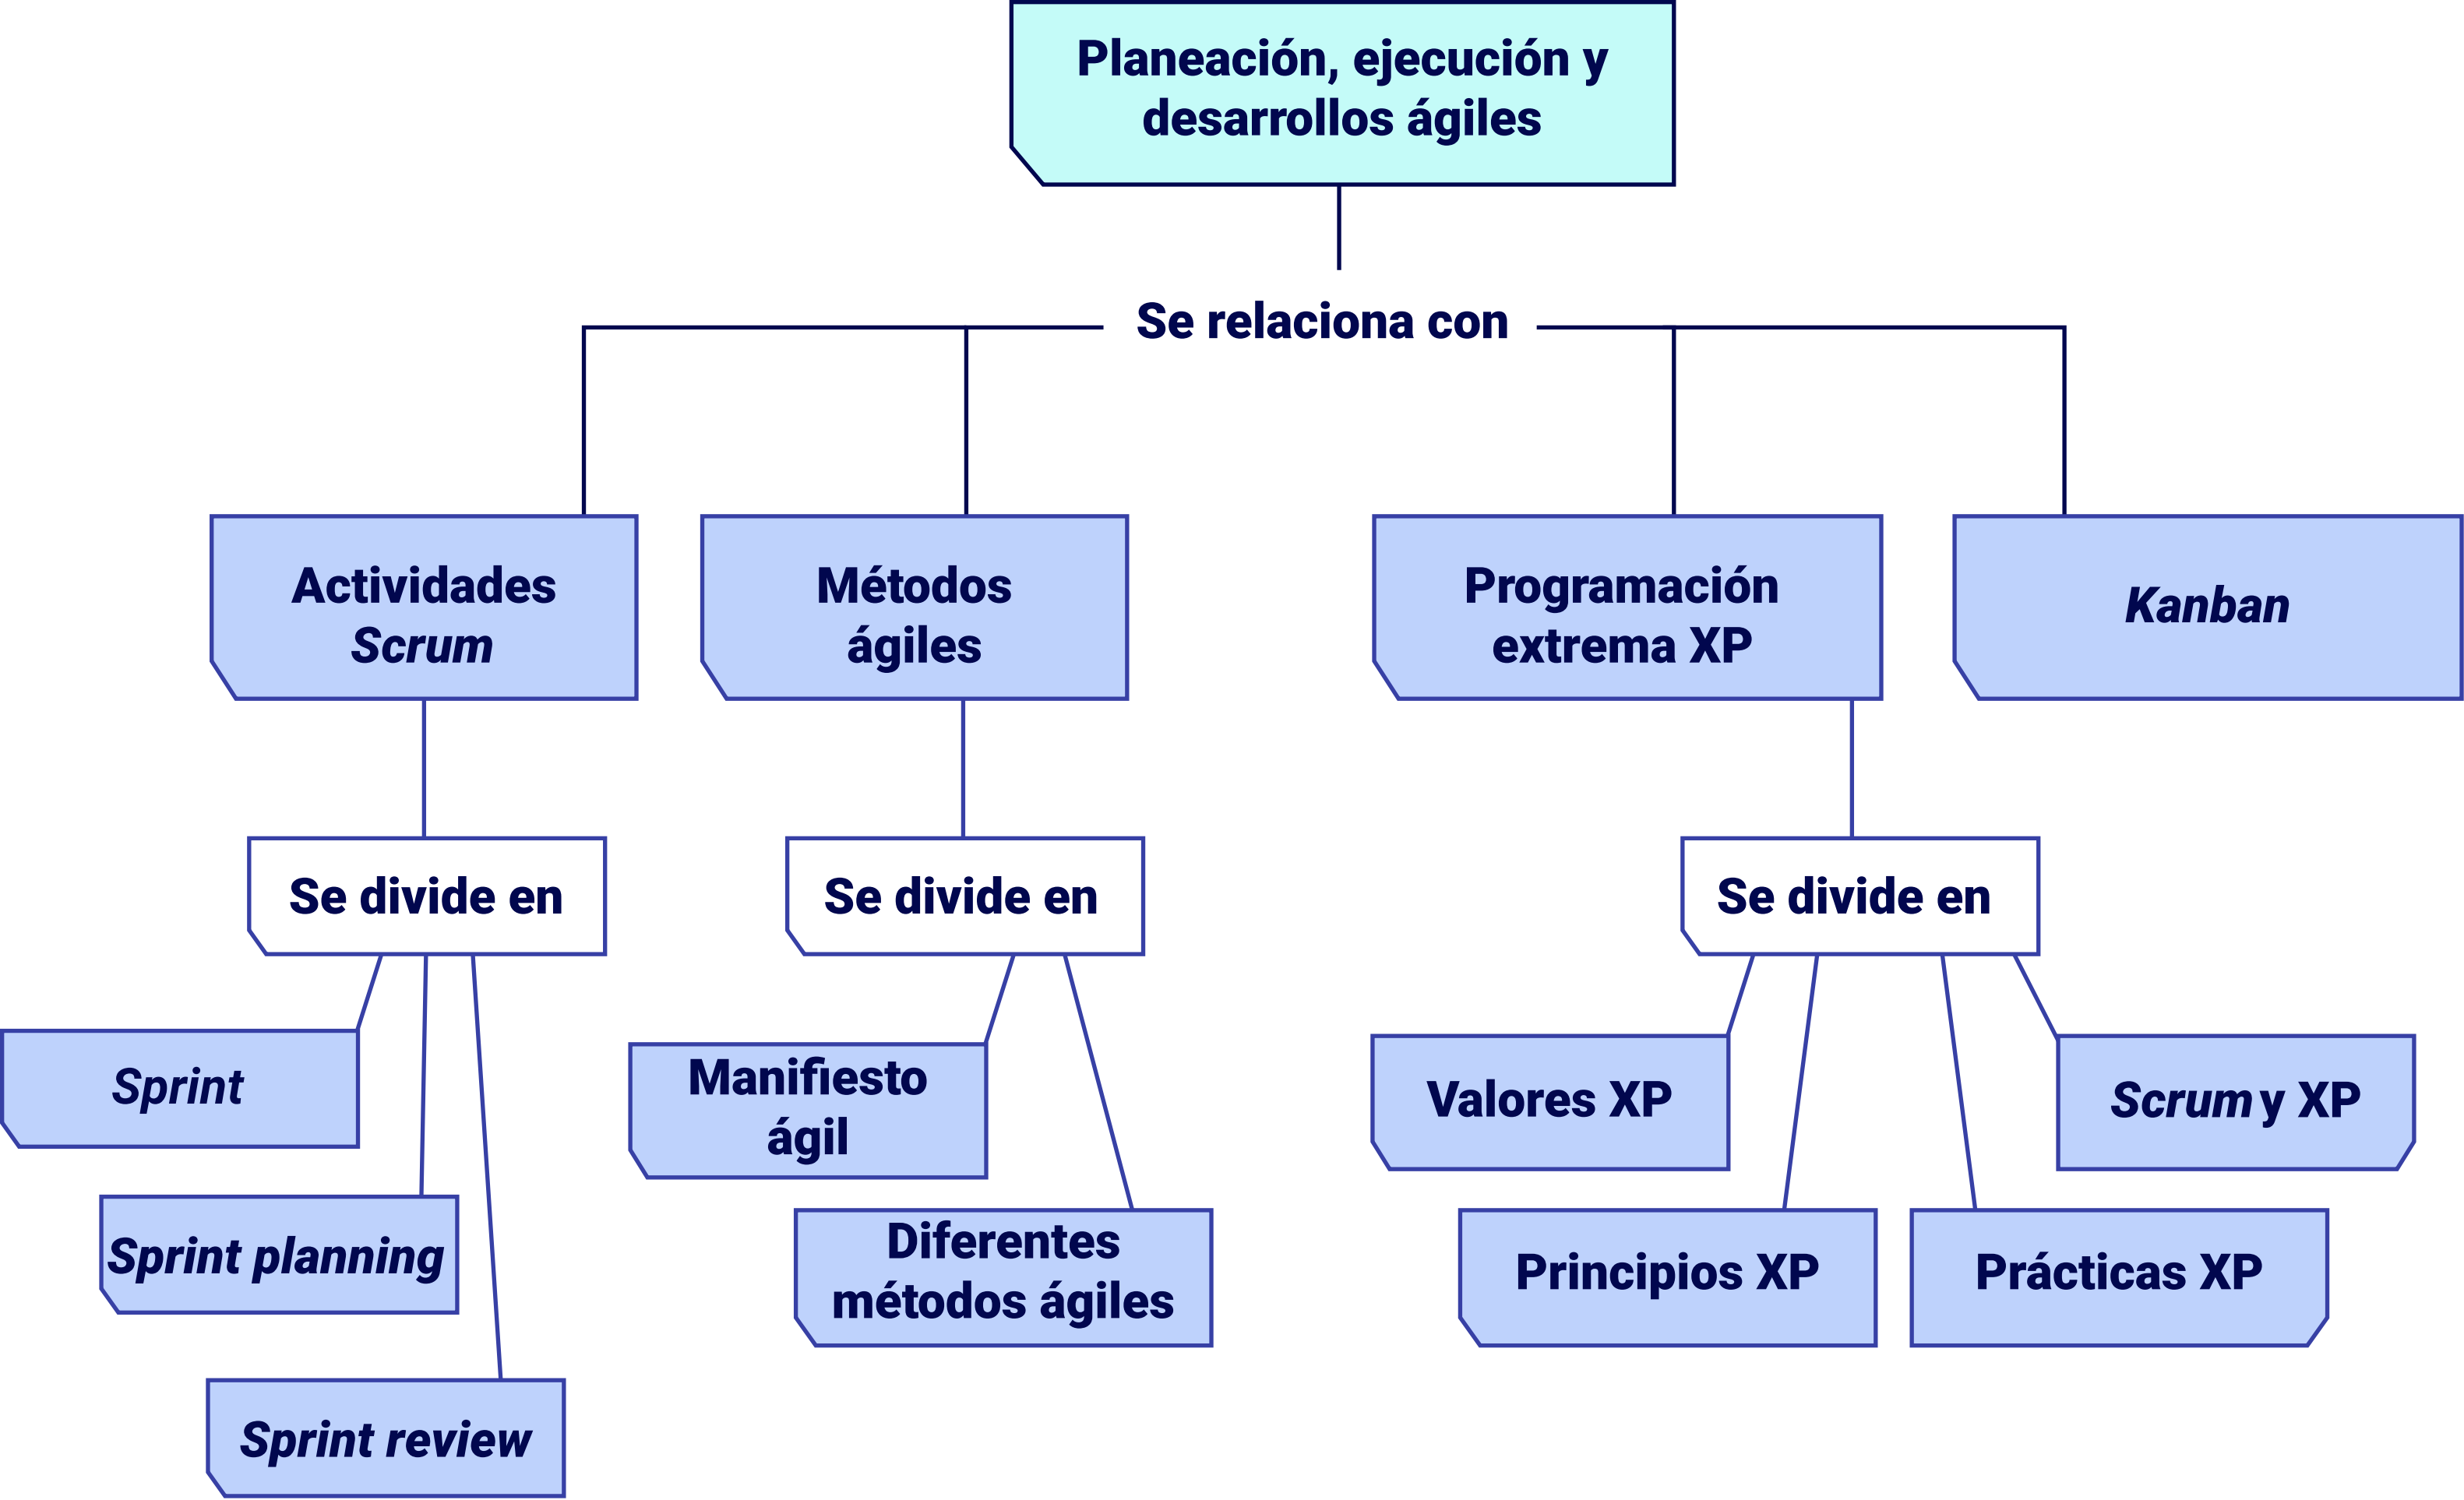 Planeación, ejecución y
desarrollos ágiles
Se relaciona con
Actividades
Scrum
Métodos
ágiles
Programación
extrema XP
Kanban
Se divide en
Se divide en
Se divide en
Sprint
Sprint planning
Sprint review
Manifiesto
ágil
Diferentes
métodos ágiles
Valores XP
Principios XP
Prácticas XP
Scrum y XP